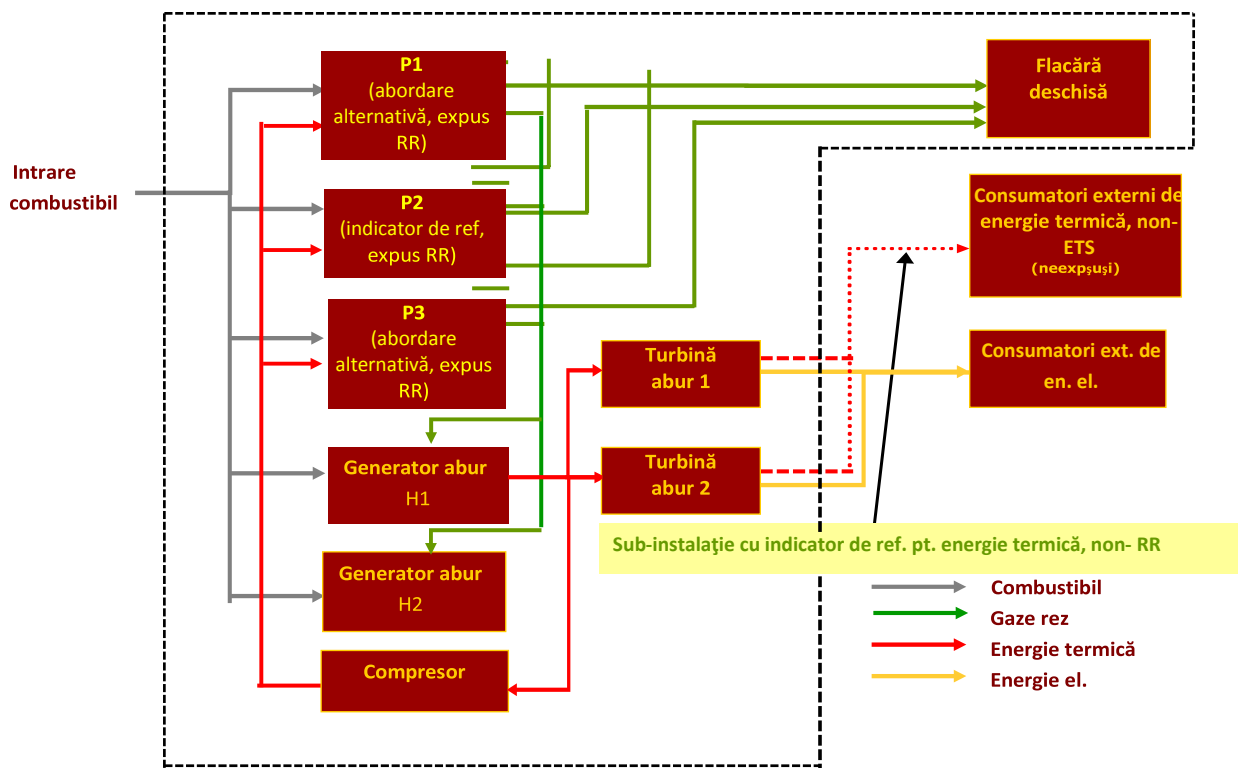 P1
(abordare
alternativă, expus
RR)
Flacără
deschisă
Intrare
combustibil
P2
(indicator de ref,
expus RR)
Consumatori externi de
energie termică, non-
ETS
(neexpșuși)
P3
(abordare
alternativă, expus
RR)
Turbină
abur 1
Consumatori ext. de
en. el.
Generator abur
H1
Turbină
abur 2
Sub-instalație cu indicator de ref. pt. energie termică, non- RR
Generator abur
H2
Combustibil
Gaze rez
Energie termică
Energie el.
Compresor